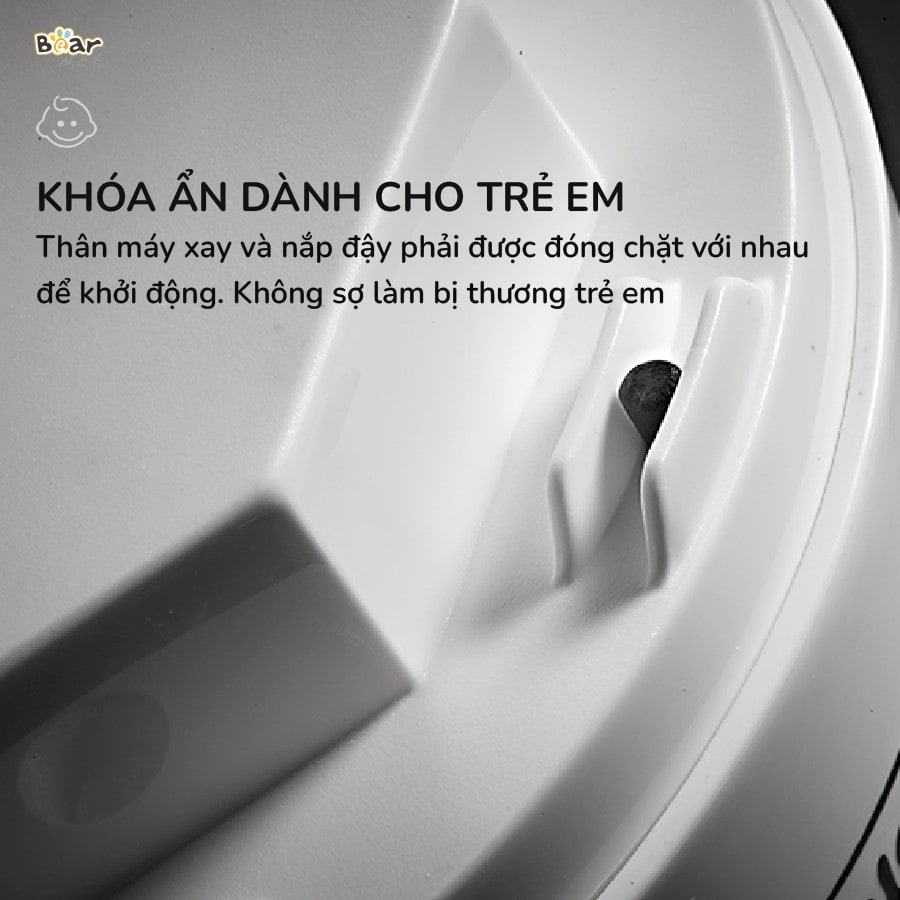 Bear
KHÓA ẨN DÀNH CHO TRẺ EM
Thân máy xay và nắp đậy phải được đóng chặt với nhau
để khởi động. Không sợ làm bị thương trẻ em